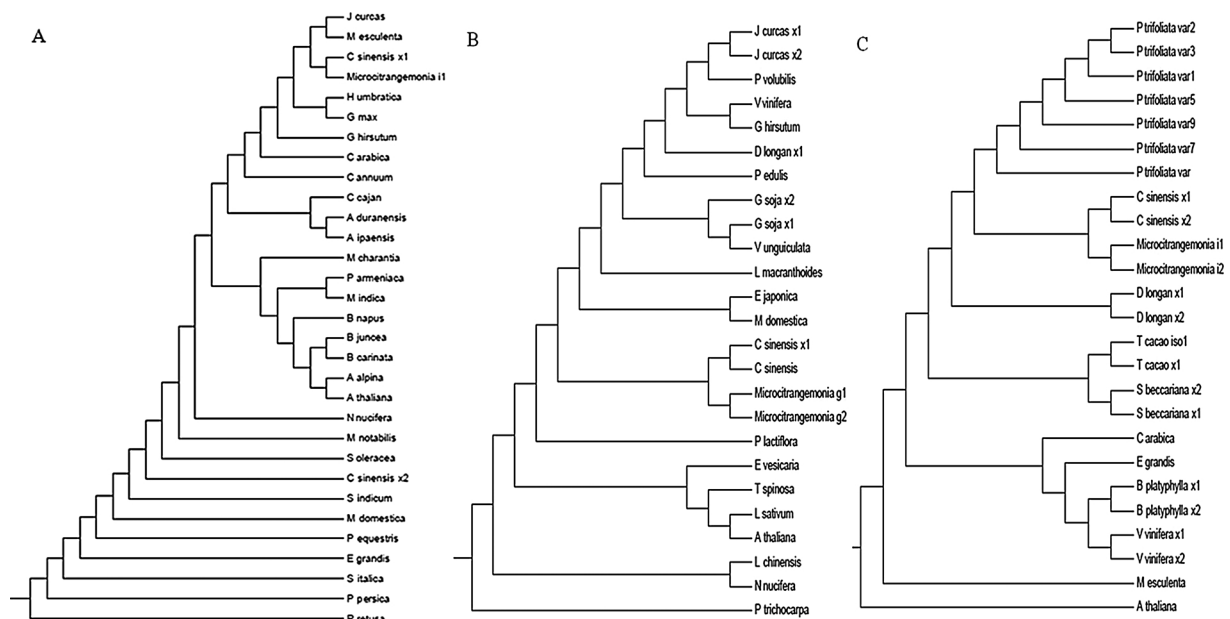 A
J curcas
M esculenta
C sinensis x1
Microcitrangemonia i1
H umbratica
G max
G hirsutum
C arabica
C annuum
C cajan
A duranensis
A ipaensis
M charantia
P armeniaca
M indica
B napus
B juncea
B carinata
A alpina
A thaliana
N nucifera
M notabilis
S oleracea
C sinensis x2
S indicum
M domestica
P equestris
E grandis
S italica
P persica
B
J curcas x1
J curcas x2
P volubilis
V vinifera
G hirsutum
D longan x1
P edulis
G soja x2
G soja x1
V unguiculata
L macranthoides
E japonica
M domestica
C sinensis x1
C sinensis
Microcitrangemonia g1
Microcitrangemonia g2
P lactiflora
E vesicaria
T spinosa
L sativum
A thaliana
L chinensis
N nucifera
P trichocarpa
C
P trifoliata var2
P trifoliata var3
P trifoliata var1
P trifoliata var5
P trifoliata var9
P trifoliata var7
P trifoliata var
C sinensis x1
C sinensis x2
Microcitrangemonia i1
Microcitrangemonia i2
D longan x1
D longan x2
T cacao iso1
T cacao x1
S beccariana x2
S beccariana x1
C arabica
E grandis
B platyphylla x1
B platyphylla x2
V vinifera x1
V vinifera x2
M esculenta
A thaliana